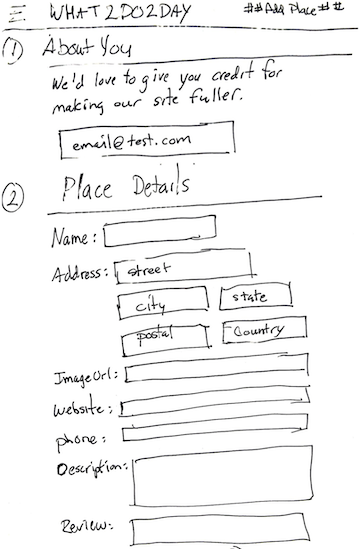 WHAT2DO2DAY ##Add Place##
1 About You
We'd love to give you credit for
making our site fuller.
email@test.com
2 Place Details
Name:
Address: street
city state
postal Country
ImageUrl:
Website:
phone:
Description:
Review: